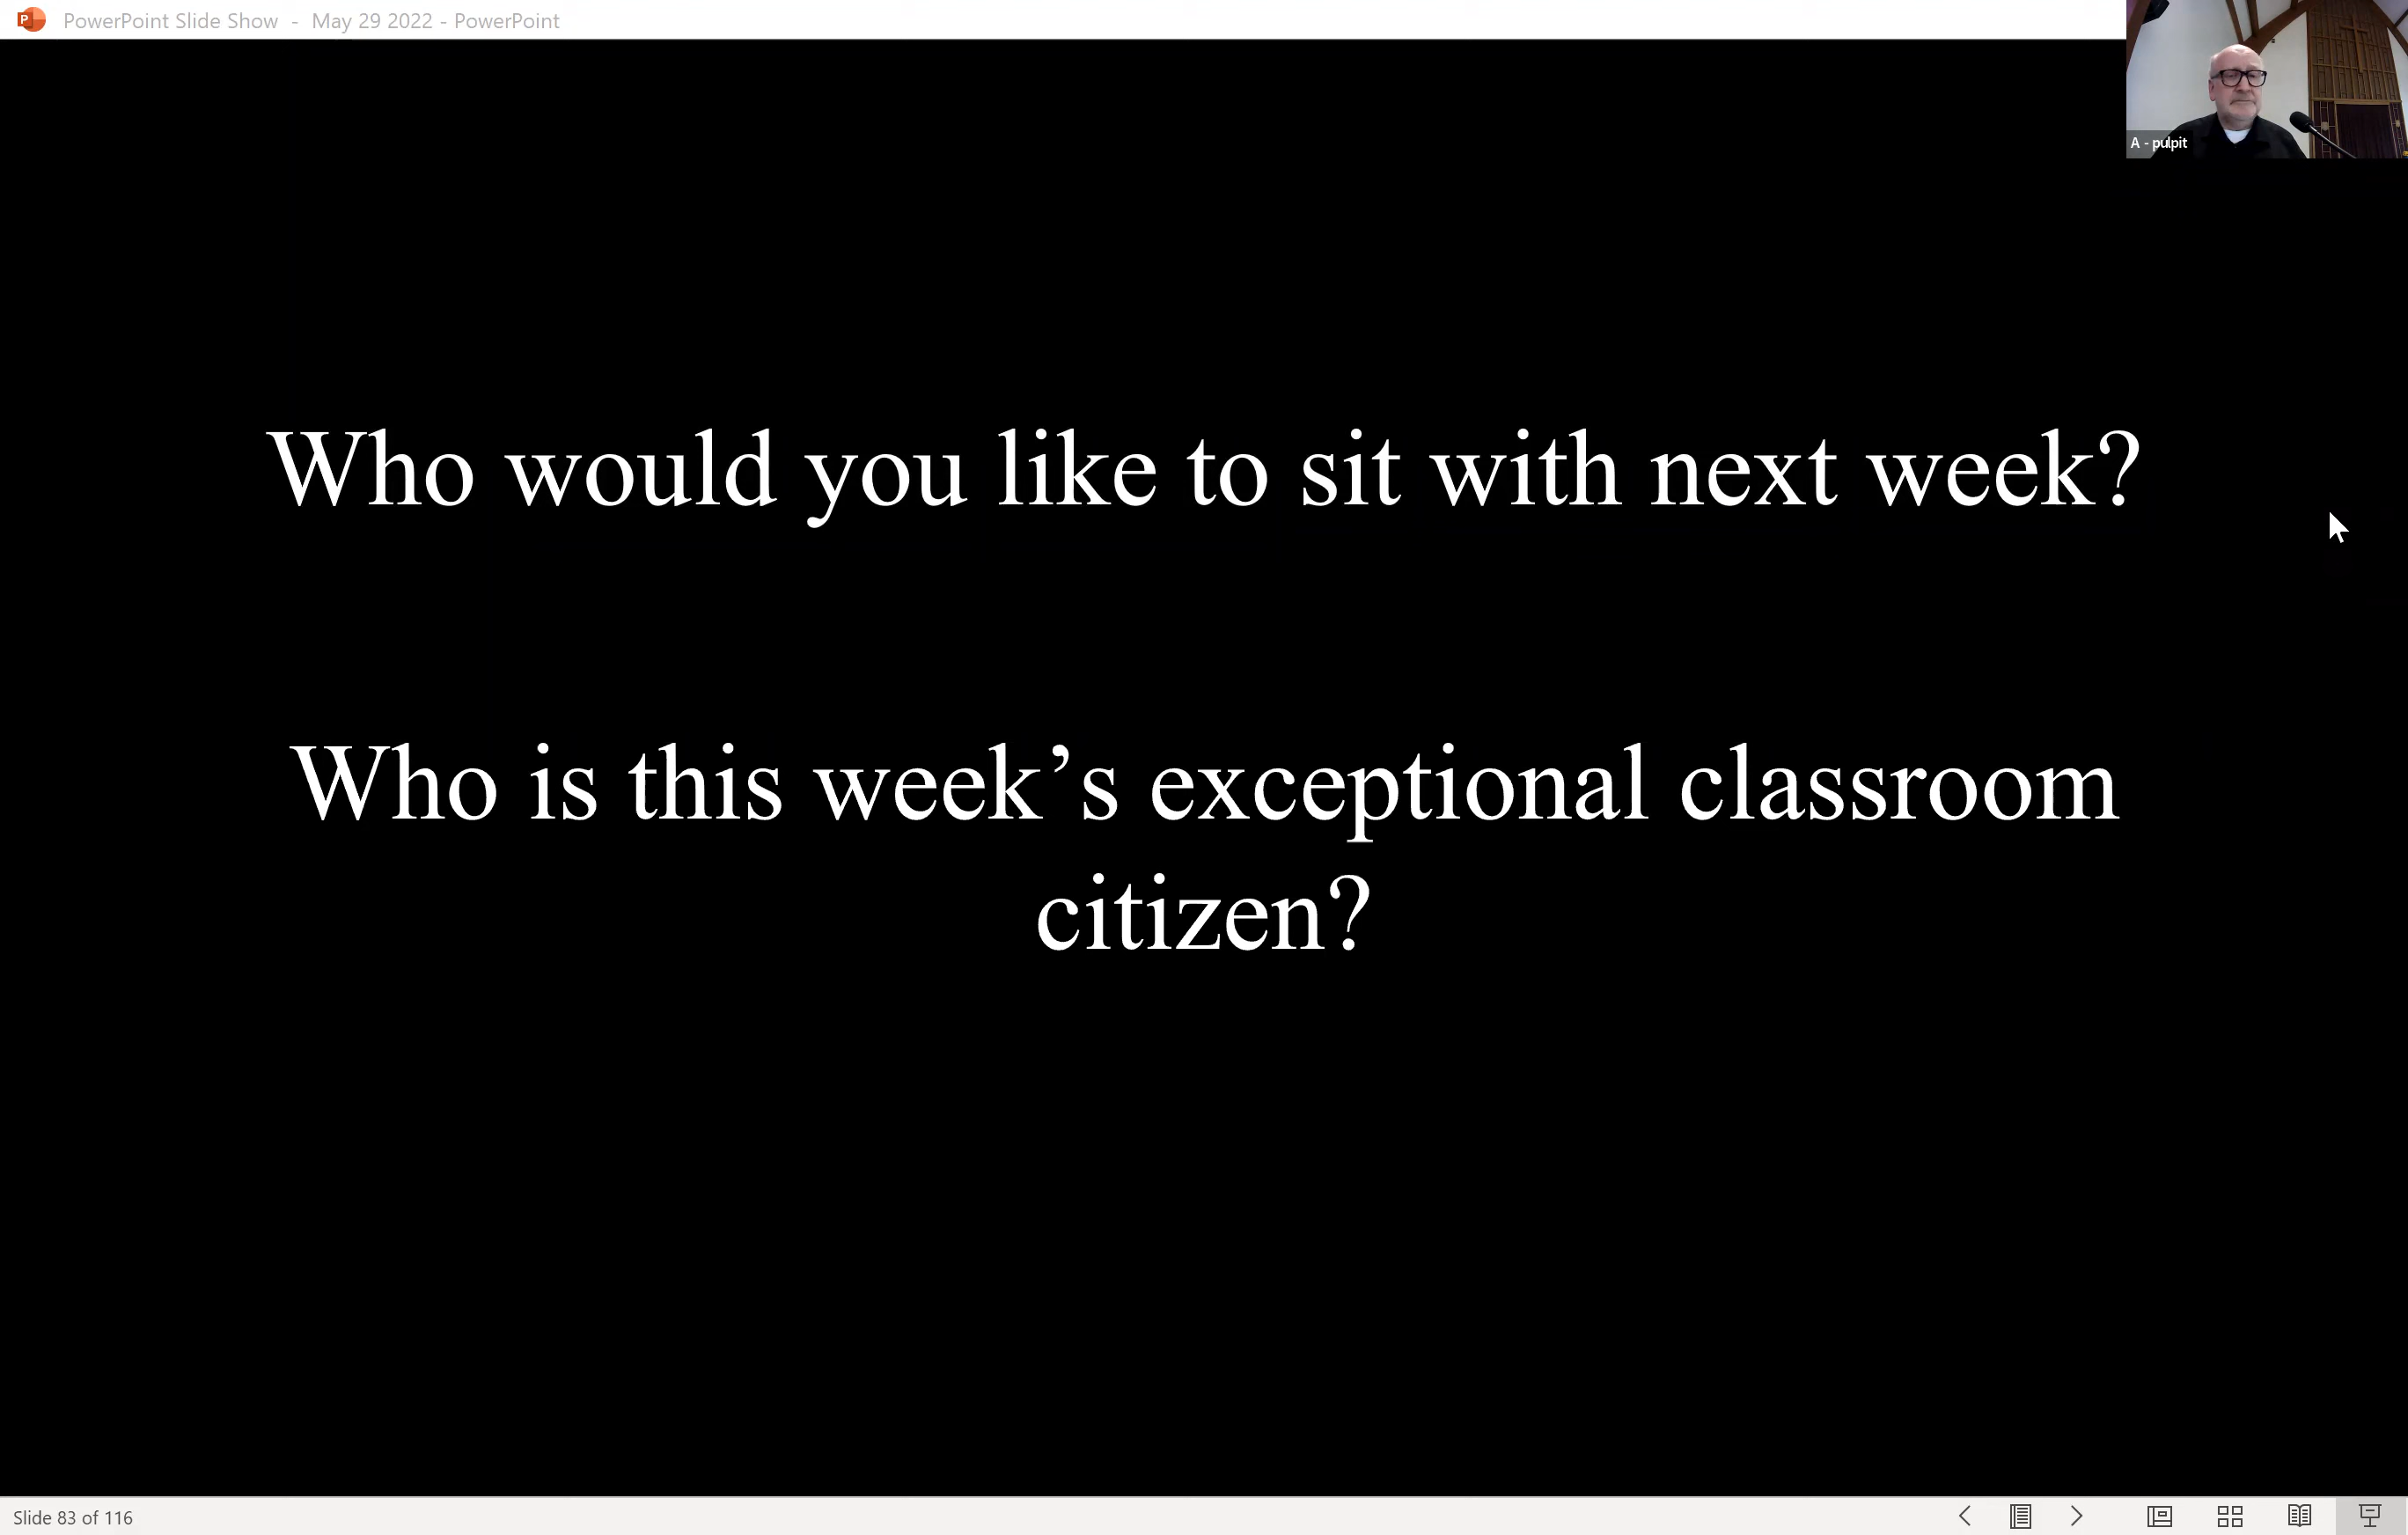 PowerPoint Slide Show - May 29 2022 - PowerPoint
A - pulpit
Who would you like to sit with next week?
Who is this week’s exceptional classroom
citizen?
Slide 83 of 116